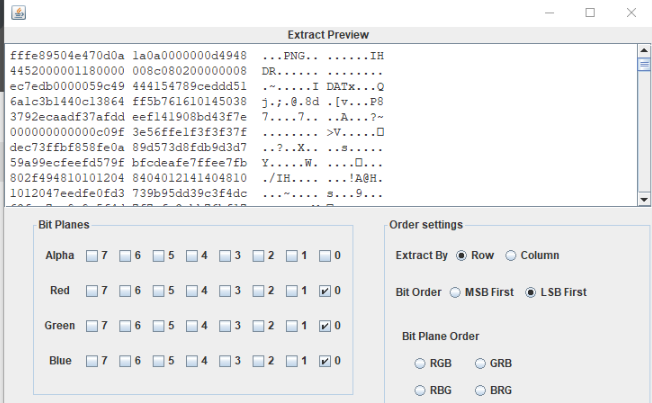 Extract Preview
fffe89504e470d0a 1a0a0000000d4948 ...PNG.. ......IH
4452000001180000 008c080200000008 DR...... ........
ec7edb0000059c49 444154789ceddd51 .~.....I DATx...Q
6a1c3b1440c13864 ff5b761610145038 j.;.@.8d .[v...P8
3792ecaadf37afdd eef141908bd43f7e 7....7.. ..A...?~
000000000000c09f 3e56ffe1f3f3f37f ........ >V.....□
dec73ffbf858fe0a 89d573d8fdb9d3d7 ..?..X.. ..s.....
59a99ecfeefd579f bfcdeafe7ffee7fb Y.....W. ....□...
802f494810101204 8404012141404810 ./IH.... ...!A@H.
1012047eedfe0fd3 739b95dd39c3f4dc ...~.... s...9...
Bit Planes
Alpha 7 6 5 4 3 2 1 0
Red 7 6 5 4 3 2 1 0
Green 7 6 5 4 3 2 1 0
Blue 7 6 5 4 3 2 1 0
Order settings
Extract By Row Column
Bit Order MSB First LSB First
Bit Plane Order
RGB GRB
RBG BRG